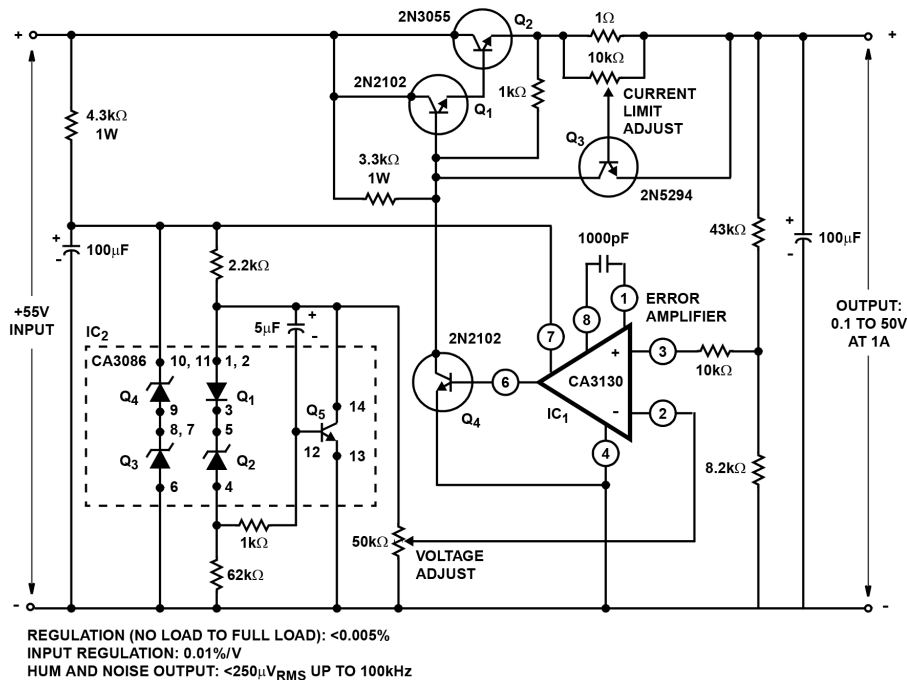 2N3055
Q2
1Ω
+
+
10kΩ
2N2102
4.3kΩ
1W
Q1
1kΩ
CURRENT
LIMIT
ADJUST
Q3
3.3kΩ
1W
2N5294
+
-
100μF
1000pF
43kΩ
+
-
100μF
2.2kΩ
+55V
INPUT
5μF
+
-
1
ERROR
AMPLIFIER
OUTPUT:
0.1 TO 50V
AT 1A
IC2
CA3086
10, 11
1, 2
2N2102
7
8
+
3
10kΩ
Q4
Q1
9
3
Q5
14
6
CA3130
8, 7
5
Q4
IC1
-
2
Q3
Q2
12
13
6
4
4
8.2kΩ
1kΩ
50kΩ
VOLTAGE
ADJUST
62kΩ
-
-
REGULATION (NO LOAD TO FULL LOAD): <0.005%
INPUT REGULATION: 0.01%/V
HUM AND NOISE OUTPUT: <250μVRMS UP TO 100kHz